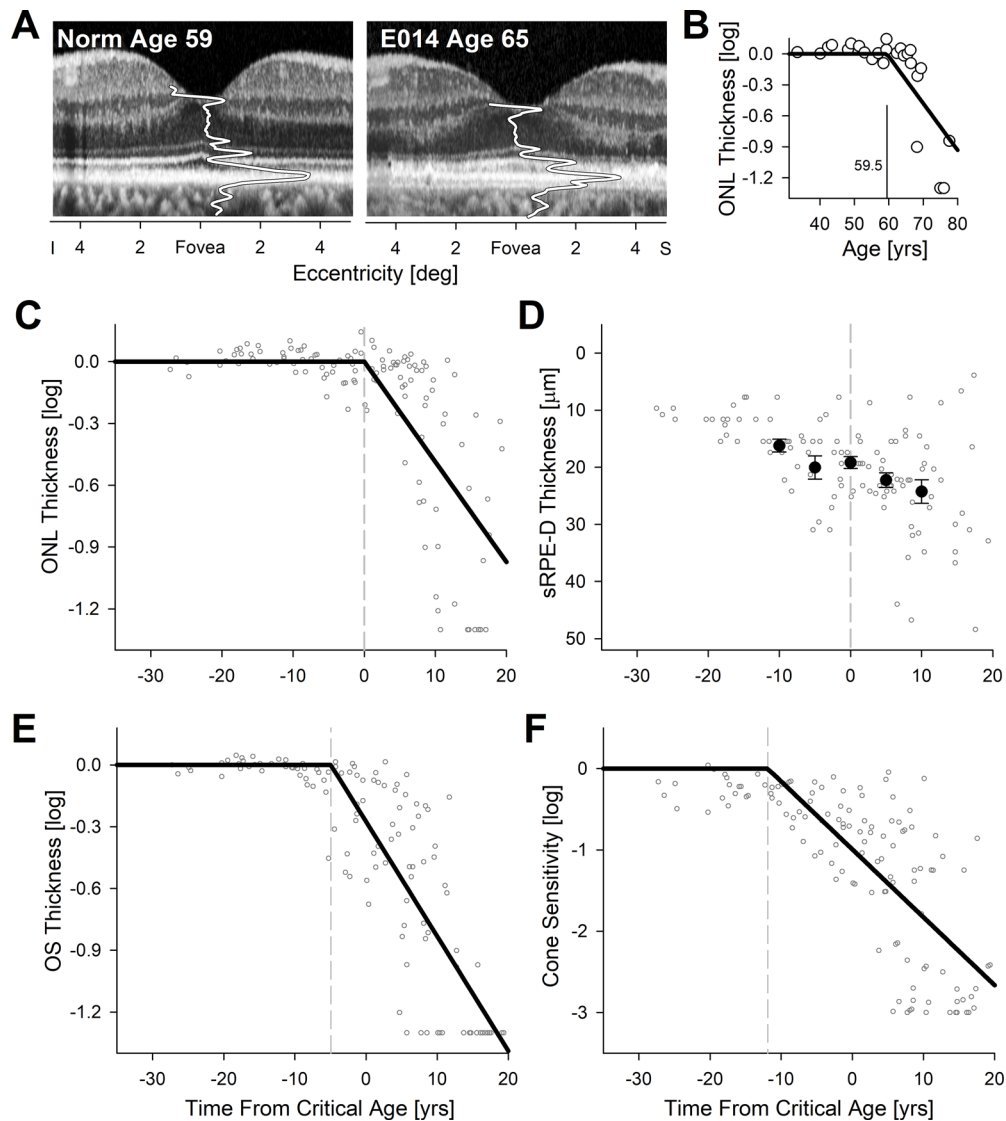 A
Norm Age 59
E014 Age 65
I 4 2 Fovea 2 4
4 2 Fovea 2 4 S
Eccentricity [deg]
B
ONL Thickness [log]
0.0
-0.3
-0.6
-0.9
-1.2
59.5
40 50 60 70 80
Age [yrs]
C
ONL Thickness [log]
0.0
-0.3
-0.6
-0.9
-1.2
-30 -20 -10 0 10 20
D
sRPE-D Thickness [µm]
0
10
20
30
40
50
-30 -20 -10 0 10 20
E
OS Thickness [log]
0.0
-0.3
-0.6
-0.9
-1.2
-30 -20 -10 0 10 20
Time From Critical Age [yrs]
F
Cone Sensitivity [log]
0
-1
-2
-3
-30 -20 -10 0 10 20
Time From Critical Age [yrs]